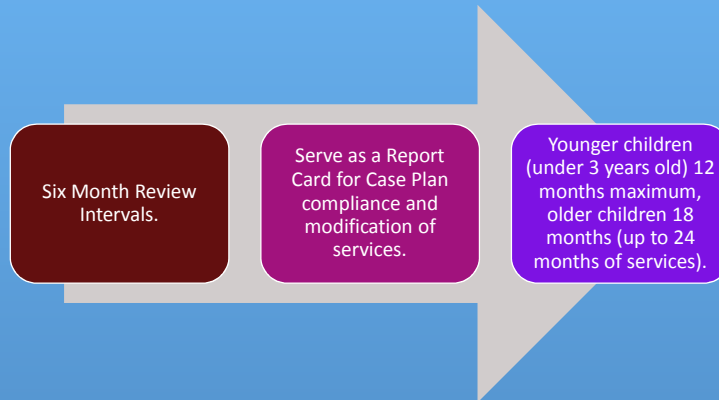 Six Month Review
Intervals.
Serve as a Report
Card for Case Plan
compliance and
modification of
services.
Younger children
(under 3 years old) 12
months maximum,
older children 18
months (up to 24
months of services).